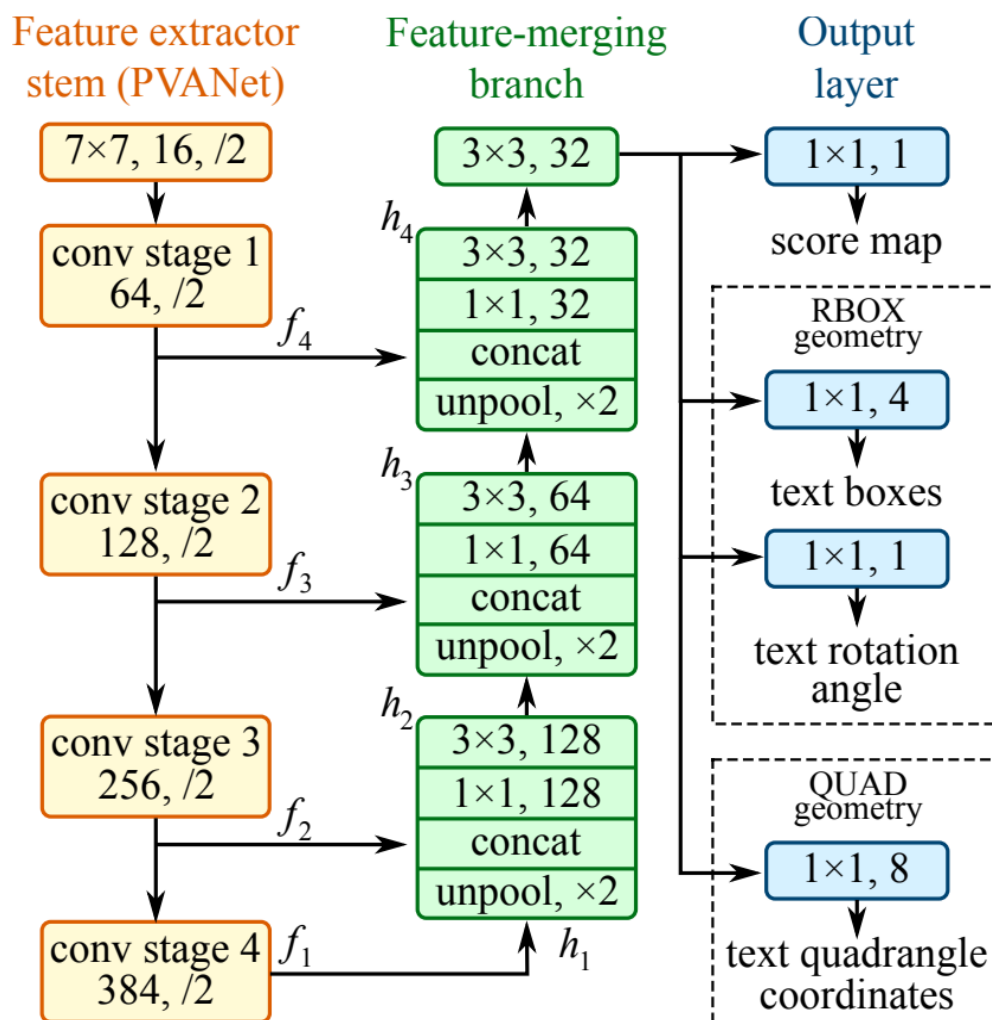 Feature extractor
stem (PVANet)
7×7, 16, /2
conv stage 1
64, /2
f4
conv stage 2
128, /2
f3
conv stage 3
256, /2
f2
conv stage 4
384, /2
f1
Feature-merging
branch
3×3, 32
h4
3×3, 32
1×1, 32
concat
unpool, ×2
h3
3×3, 64
1×1, 64
concat
unpool, ×2
h2
3×3, 128
1×1, 128
concat
unpool, ×2
h1
Output
layer
1×1, 1
score map
RBOX
geometry
1×1, 4
text boxes
1×1, 1
text rotation
angle
QUAD
geometry
1×1, 8
text quadrangle
coordinates